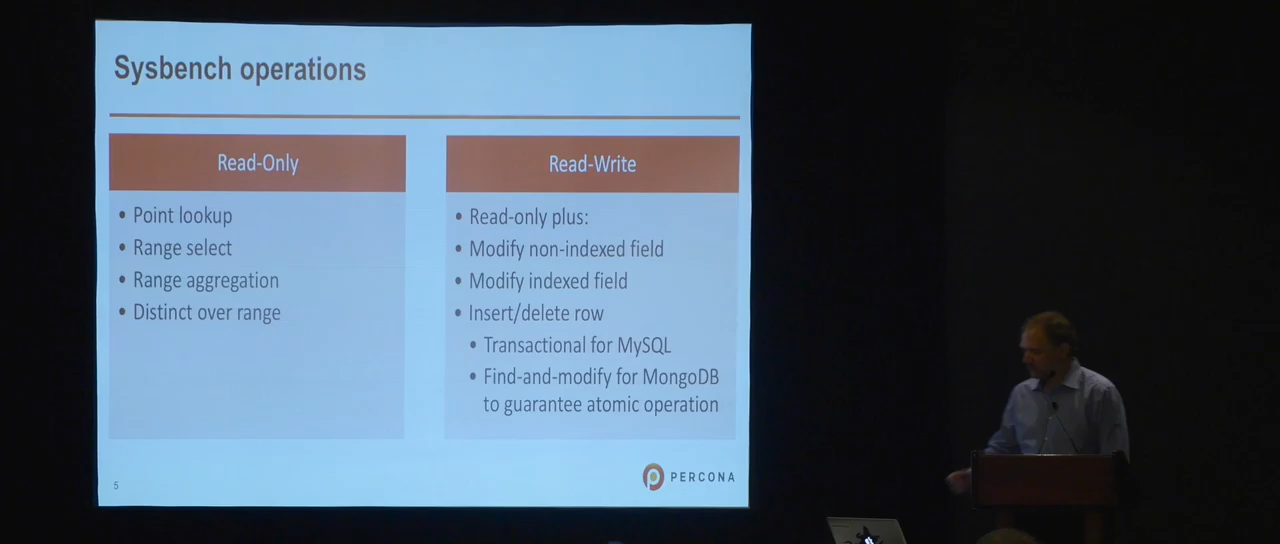 Sysbench operations
Read-Only
• Point lookup
• Range select
• Range aggregation
• Distinct over range
Read-Write
• Read-only plus:
• Modify non-indexed field
• Modify indexed field
• Insert/delete row
• Transactional for MySQL
• Find-and-modify for MongoDB
to guarantee atomic operation
5
PERCONA